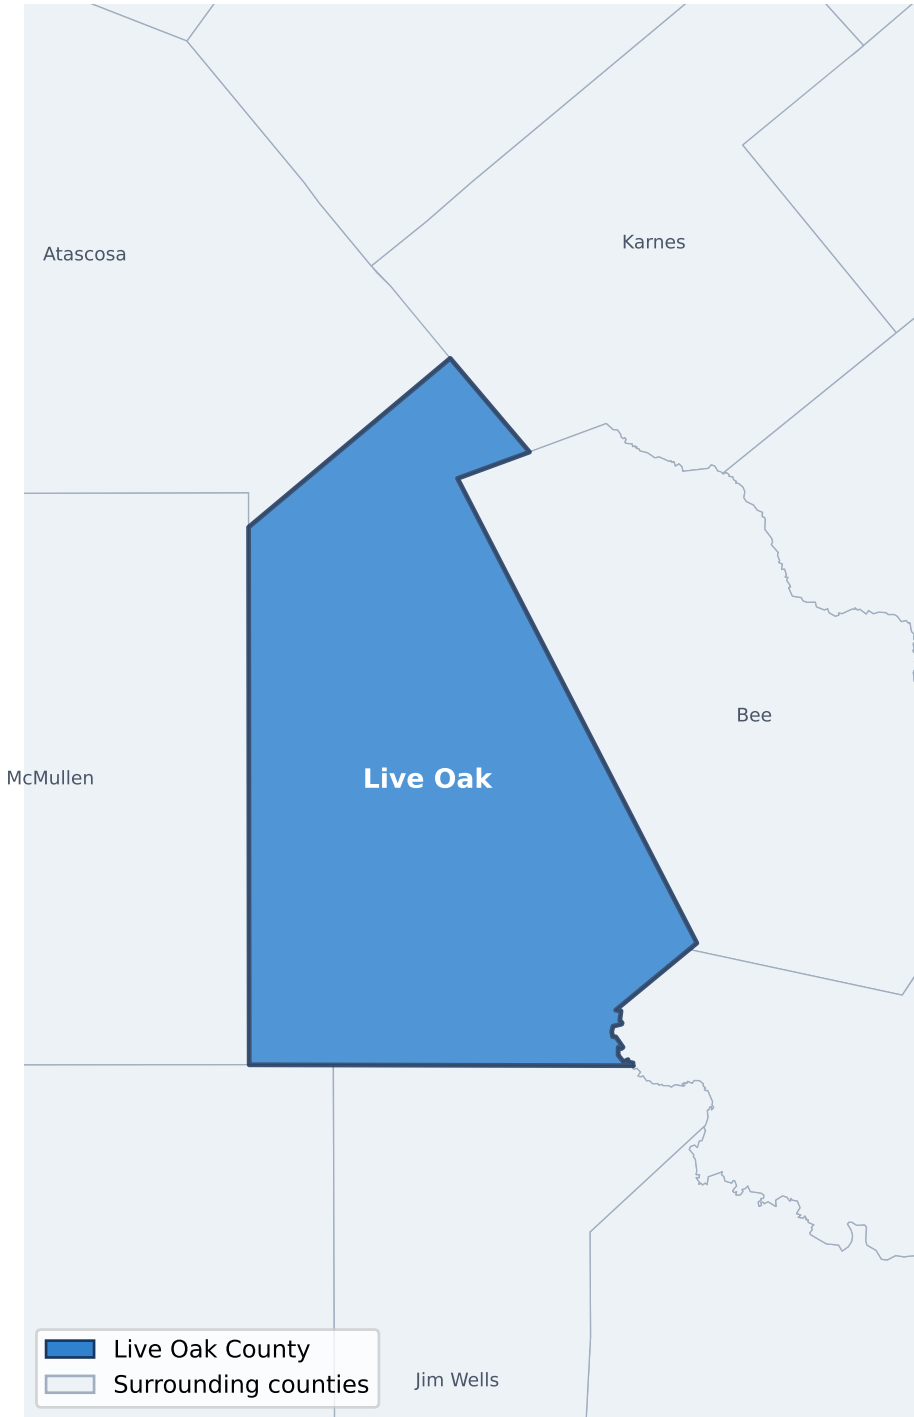 Karnes
Atascosa
Bee
McMullen
Live Oak
Live Oak County
Surrounding counties
Jim Wells